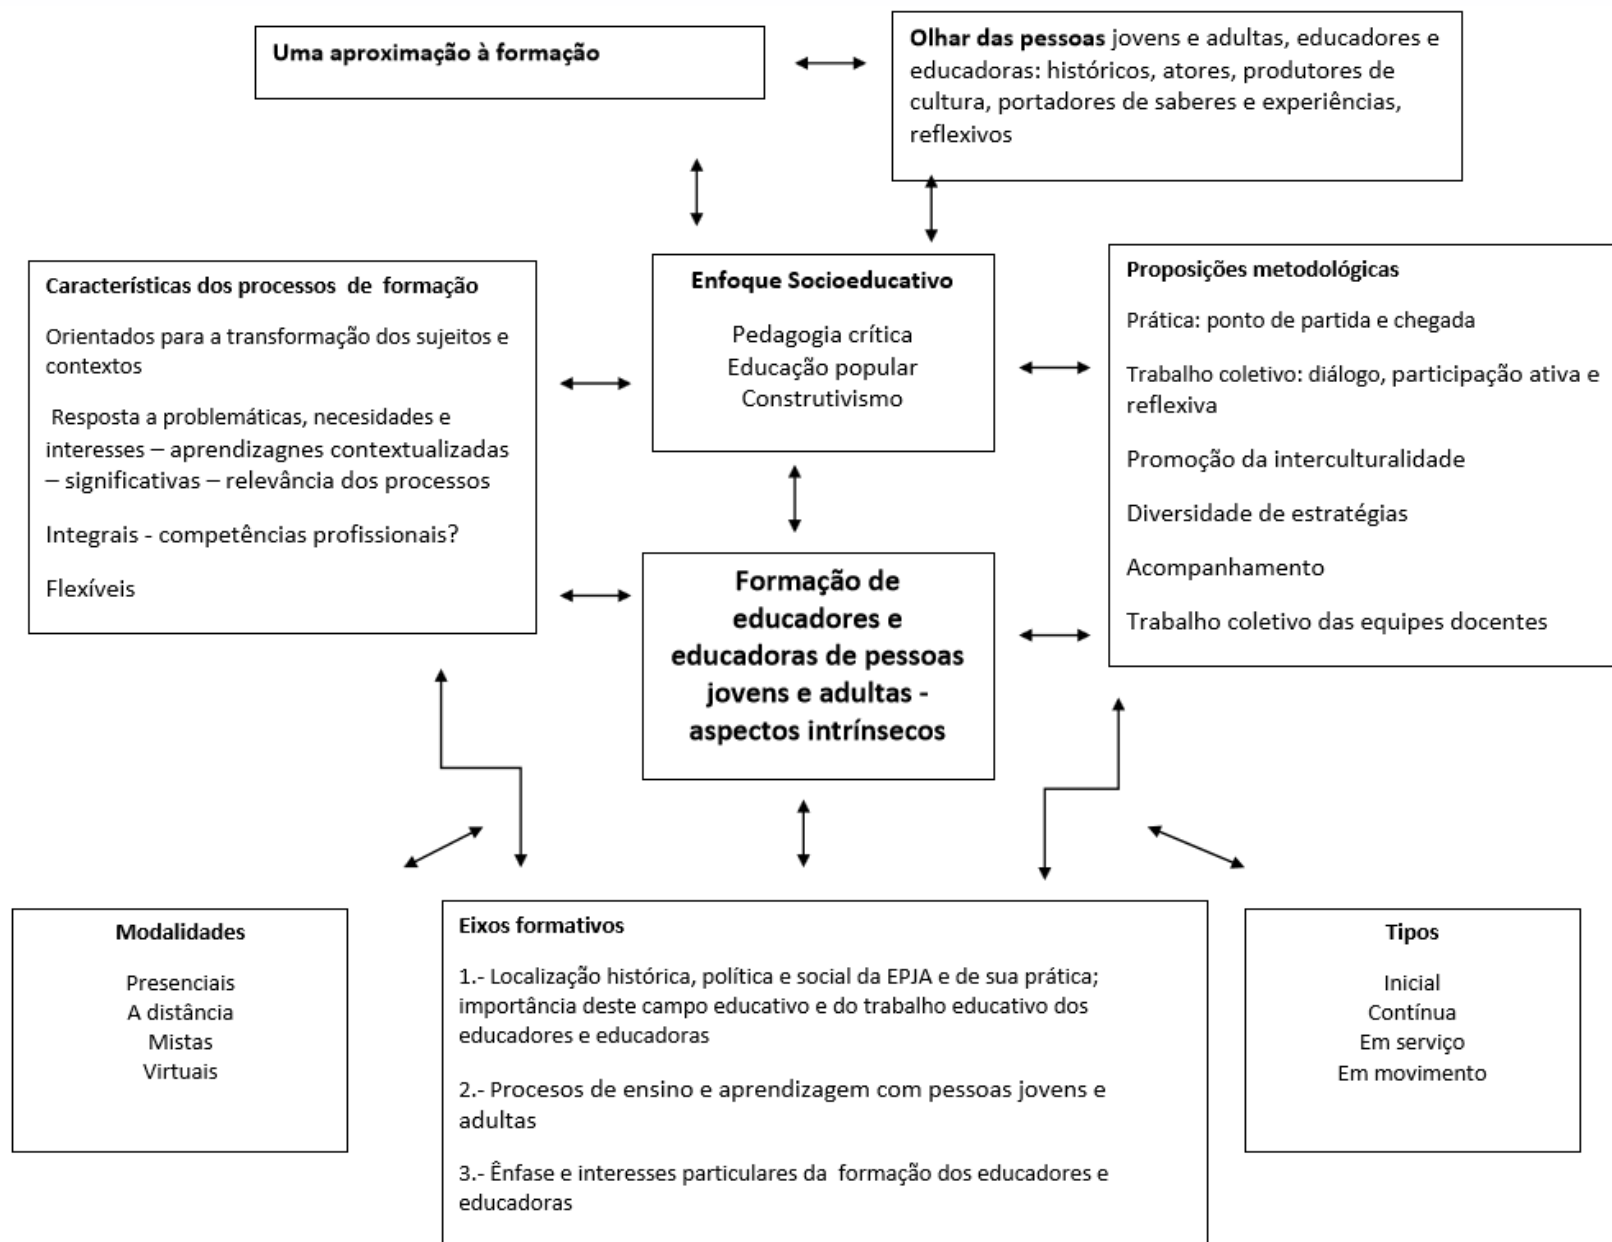 Uma aproximação à formação
Olhar das pessoas jovens e adultas, educadores e
educadoras: históricos, atores, produtores de
cultura, portadores de saberes e experiências,
reflexivos
Características dos processos de formação
Orientados para a transformação dos sujeitos e
contextos
Resposta a problemáticas, necesidades e
interesses – aprendizagnes contextualizadas
– significativas – relevância dos processos
Integrais - competências profissionais?
Flexíveis
Enfoque Socioeducativo
Pedagogia crítica
Educação popular
Construtivismo
Proposições metodológicas
Prática: ponto de partida e chegada
Trabalho coletivo: diálogo, participação ativa e
reflexiva
Promoção da interculturalidade
Diversidade de estratégias
Acompanhamento
Trabalho coletivo das equipes docentes
Formação de
educadores e
educadoras de pessoas
jovens e adultas -
aspectos intrínsecos
Modalidades
Presenciais
A distância
Mistas
Virtuais
Eixos formativos
1.- Localização histórica, política e social da EPJA e de sua prática;
importância deste campo educativo e do trabalho educativo dos
educadores e educadoras
2.- Procesos de ensino e aprendizagem com pessoas jovens e
adultas
3.- Ênfase e interesses particulares da formação dos educadores e
educadoras
Tipos
Inicial
Contínua
Em serviço
Em movimento